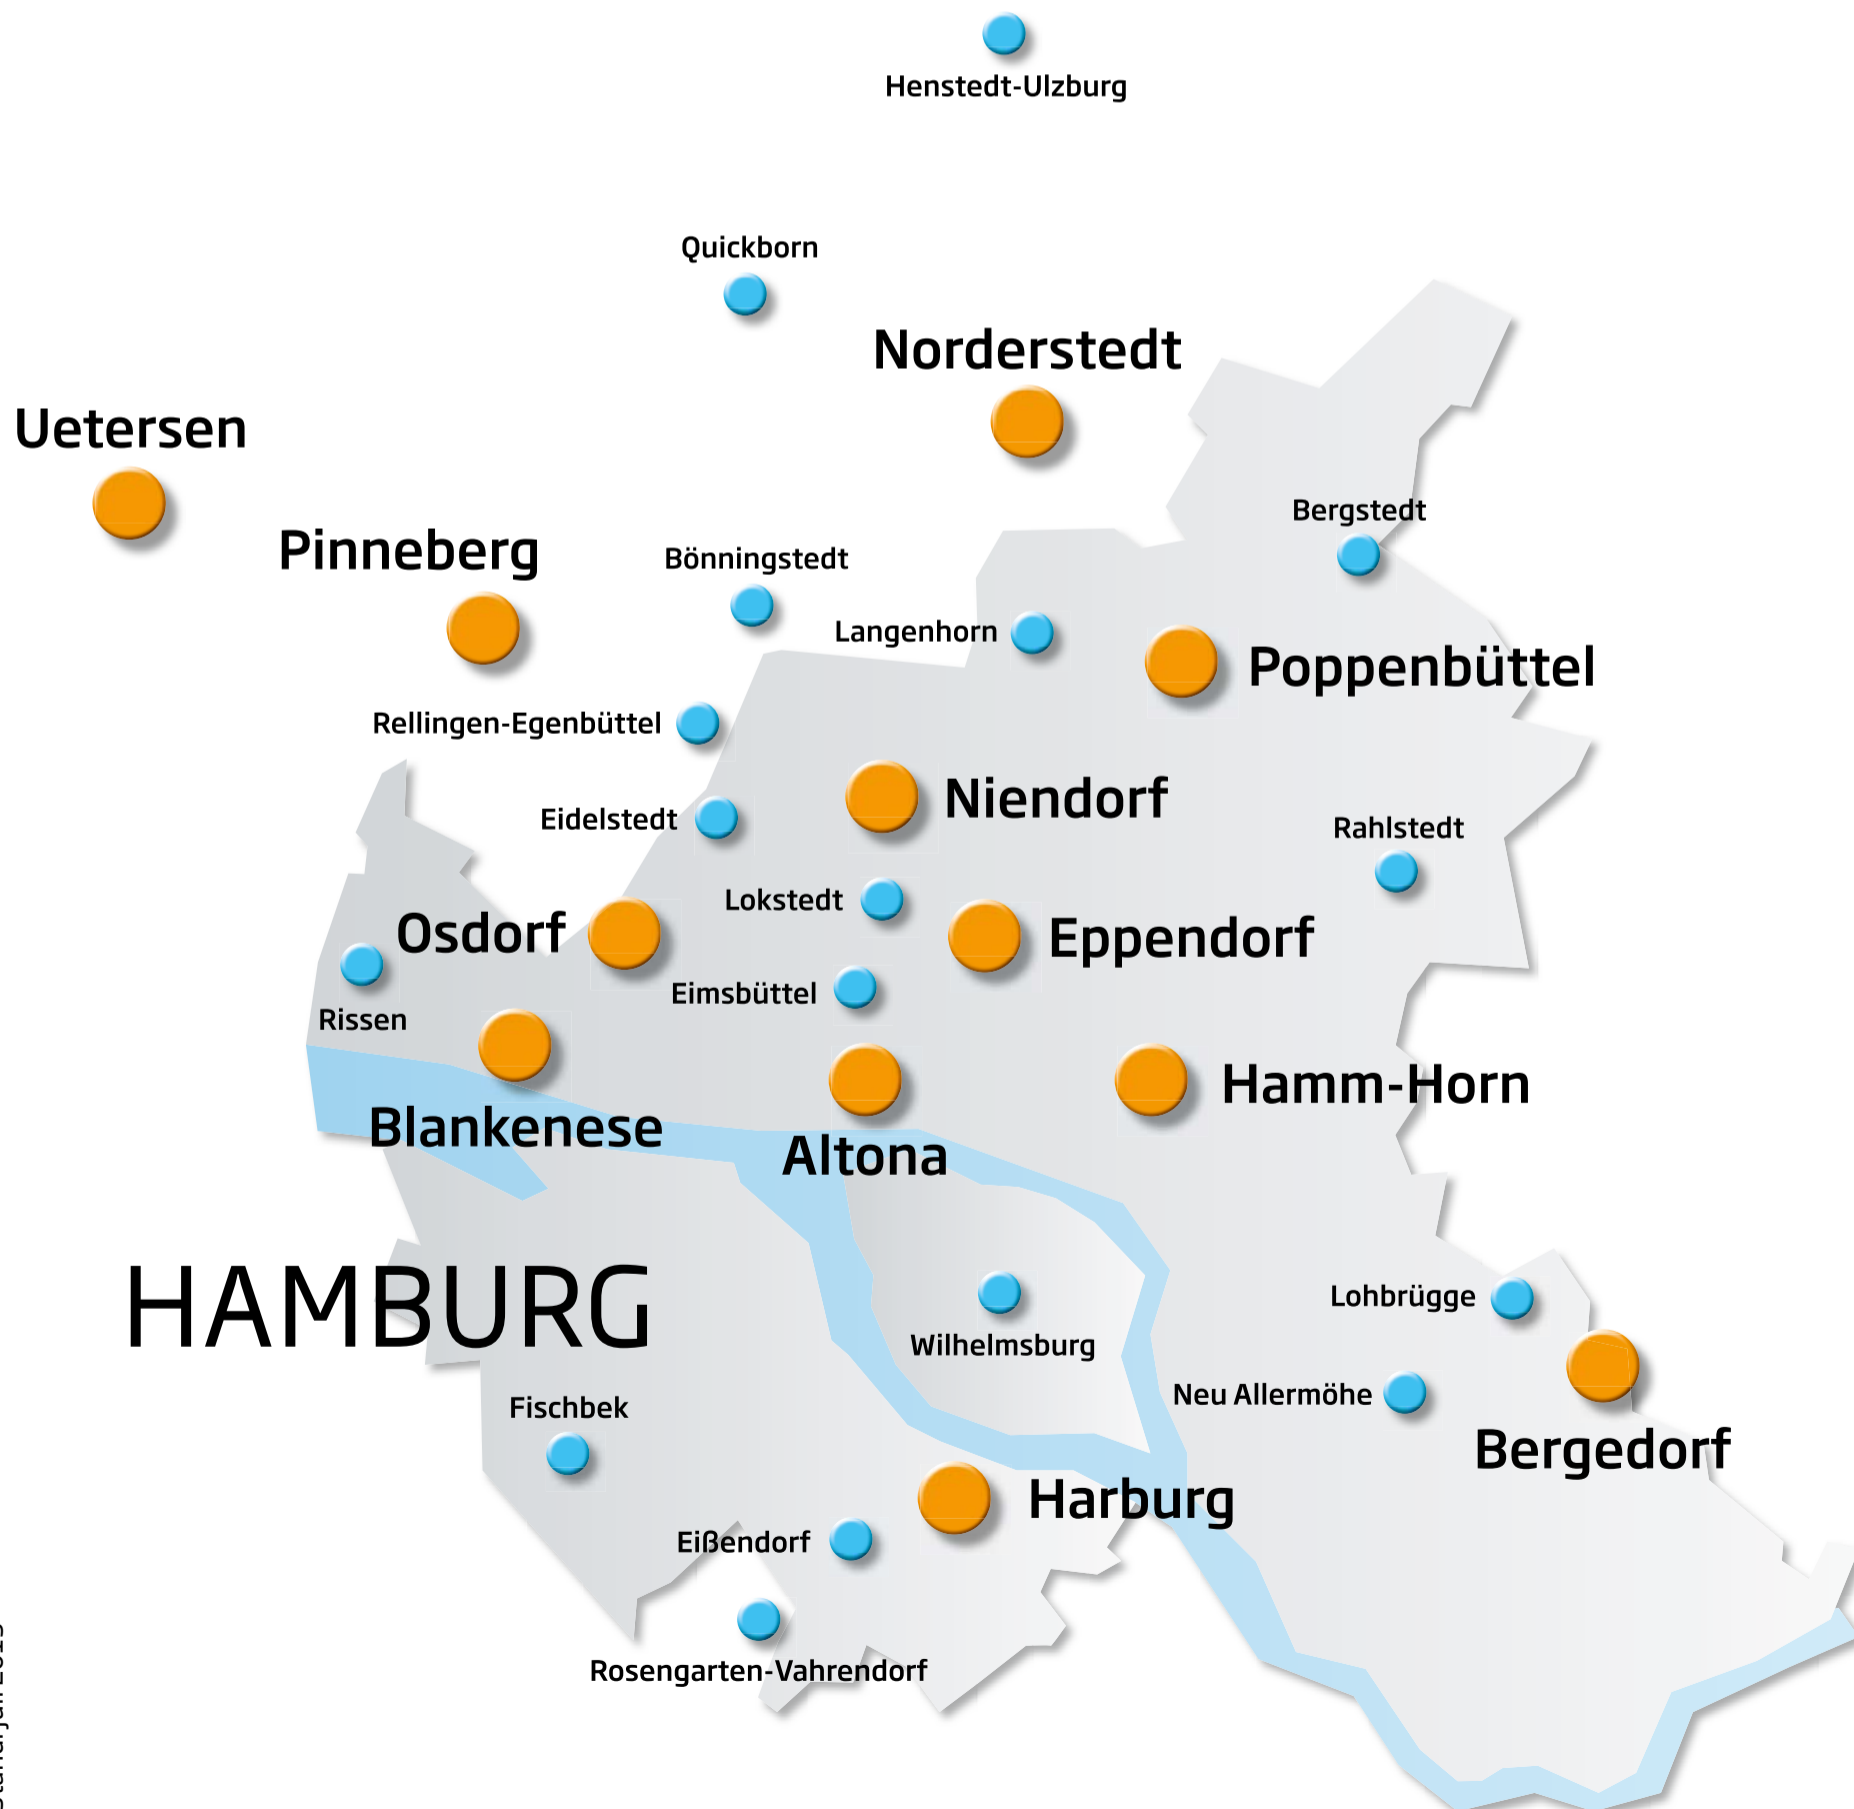 Henstedt-Ulzburg
Quickborn
Norderstedt
Uetersen
Bergstedt
Pinneberg
Bönningstedt
Langenhorn
Poppenbüttel
Rellingen-Egenbüttel
Niendorf
Eidelstedt
Rahlstedt
Lokstedt
Osdorf
Eppendorf
Eimsbüttel
Rissen
Hamm-Horn
Blankenese
Altona
HAMBURG
Lohbrügge
Wilhelmsburg
Neu Allermöhe
Fischbek
Bergedorf
Harburg
Eißendorf
Rosengarten-Vahrendorf